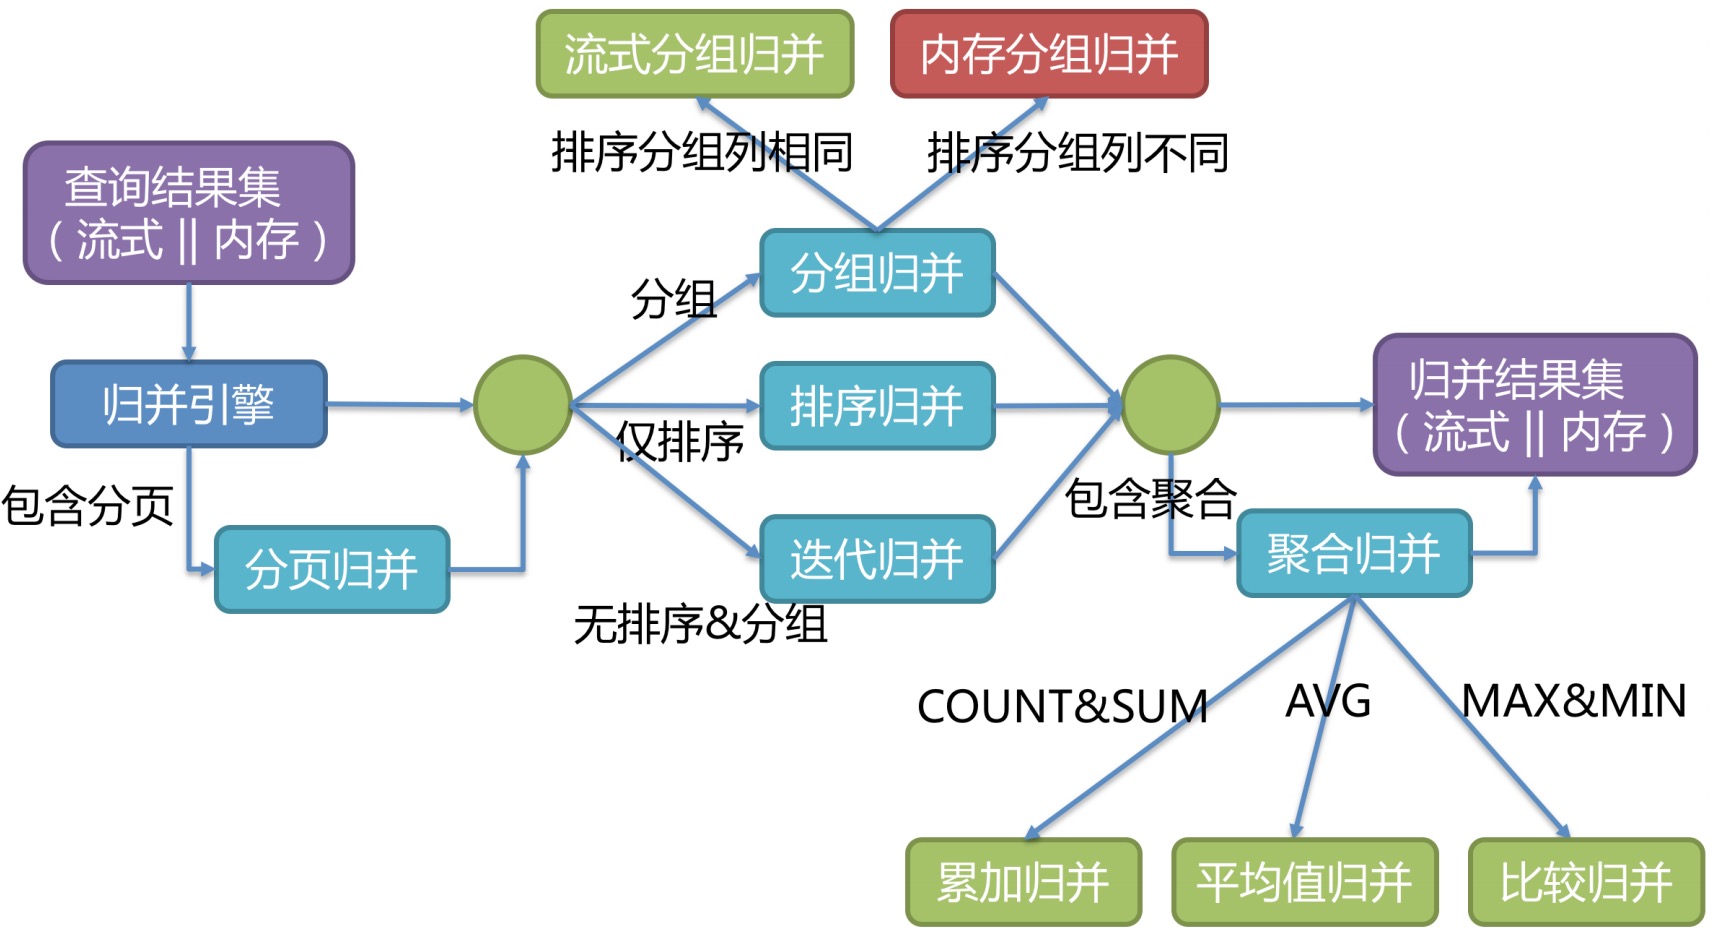 流式分组归并
内存分组归并
排序分组列相同
排序分组列不同
查询结果集
（流式 || 内存）
分组归并
分组
归并引擎
排序归并
仅排序
归并结果集
（流式 || 内存）
包含分页
包含聚合
分页归并
迭代归并
聚合归并
无排序&分组
COUNT&SUM
AVG
MAX&MIN
累加归并
平均值归并
比较归并